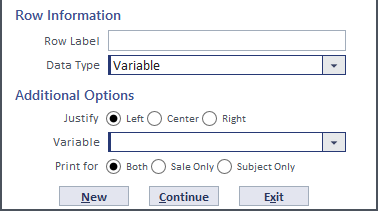 Row Information
Row Label
Data Type Variable
Additional Options
Justify Left Center Right
Variable
Print for Both Sale Only Subject Only
New Continue Exit